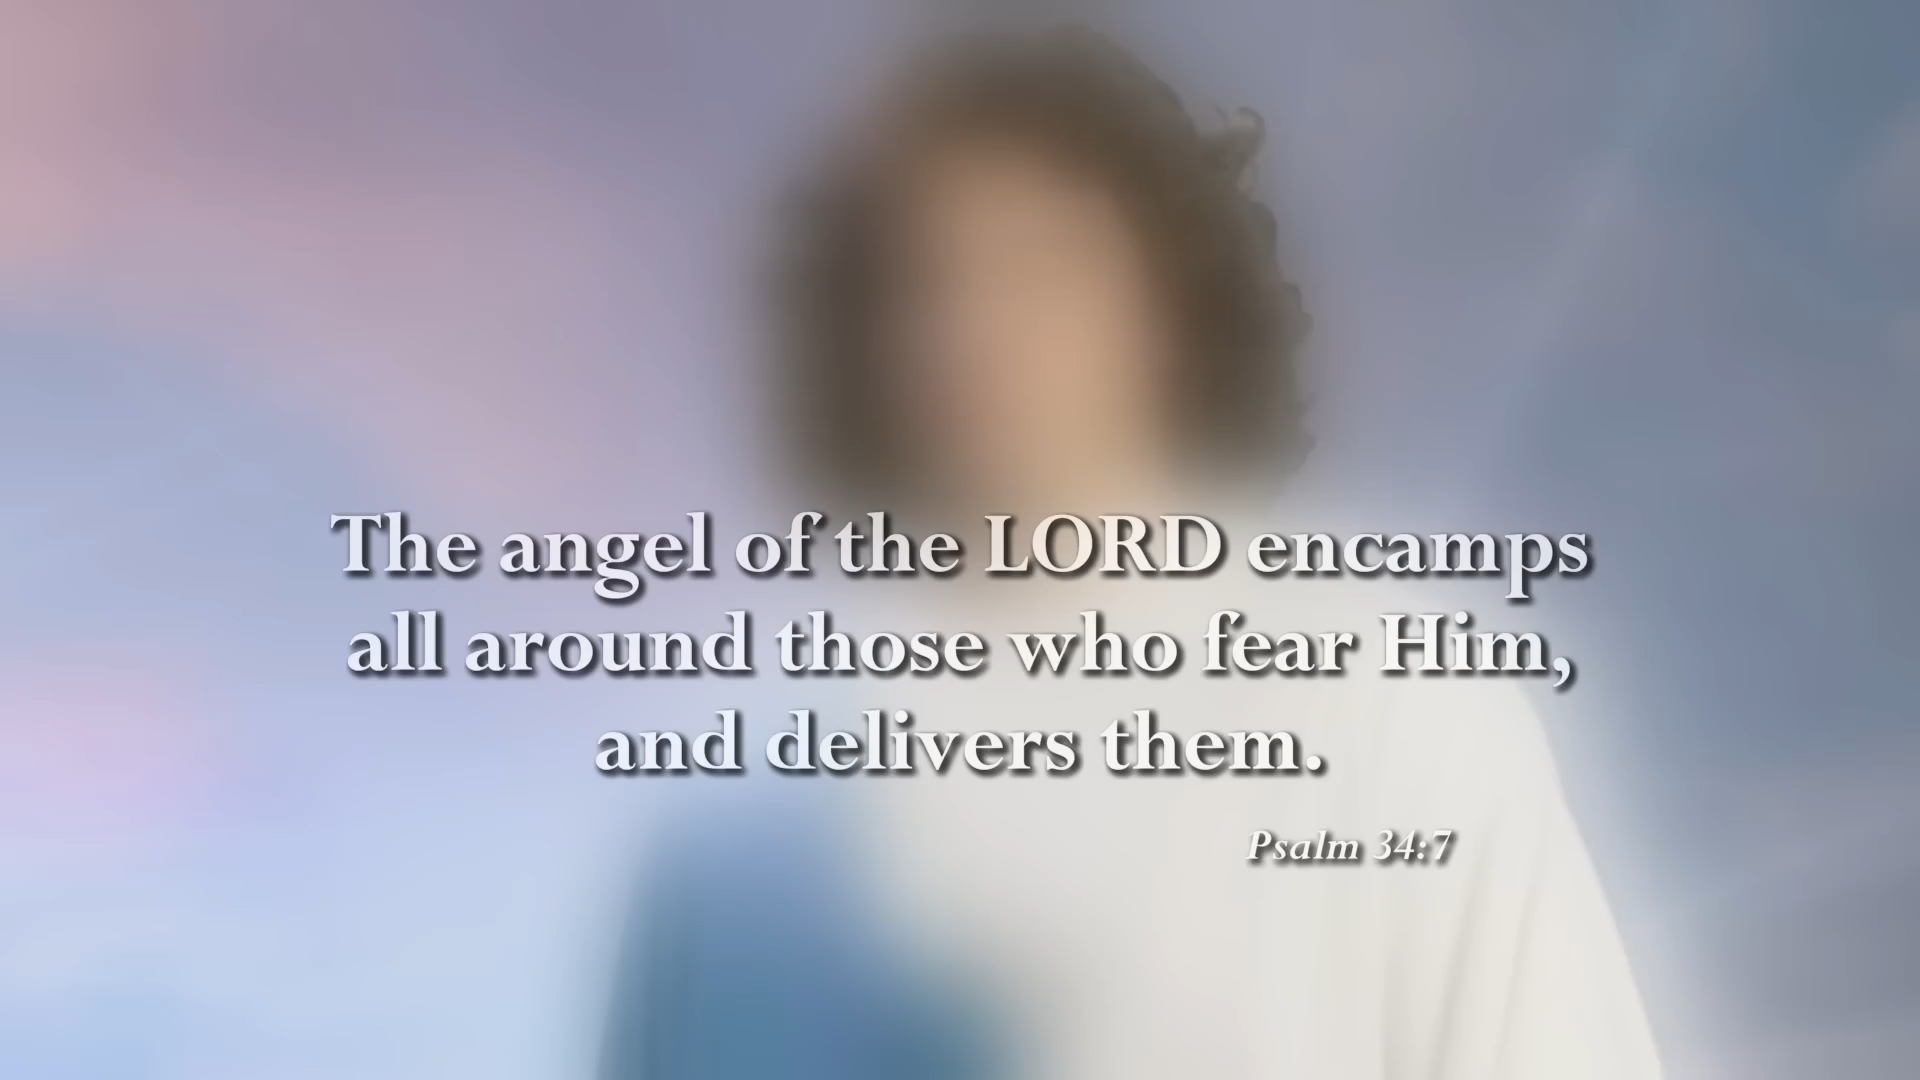 The angel of the LORD encamps
all around those who fear Him,
and delivers them.
Psalm 34:7